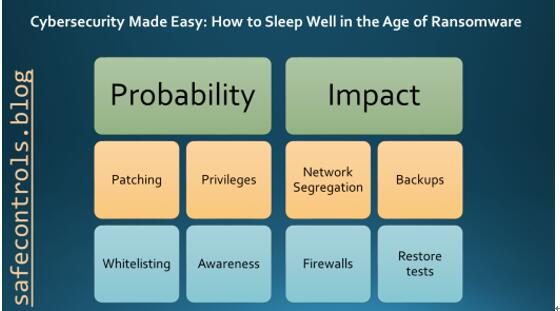 Cybersecurity Made Easy: How to Sleep Well in the Age of Ransomware
safecontrols.blog
Probability
Impact
Patching
Privileges
Network
Segregation
Backups
Whitelisting
Awareness
Firewalls
Restore
tests